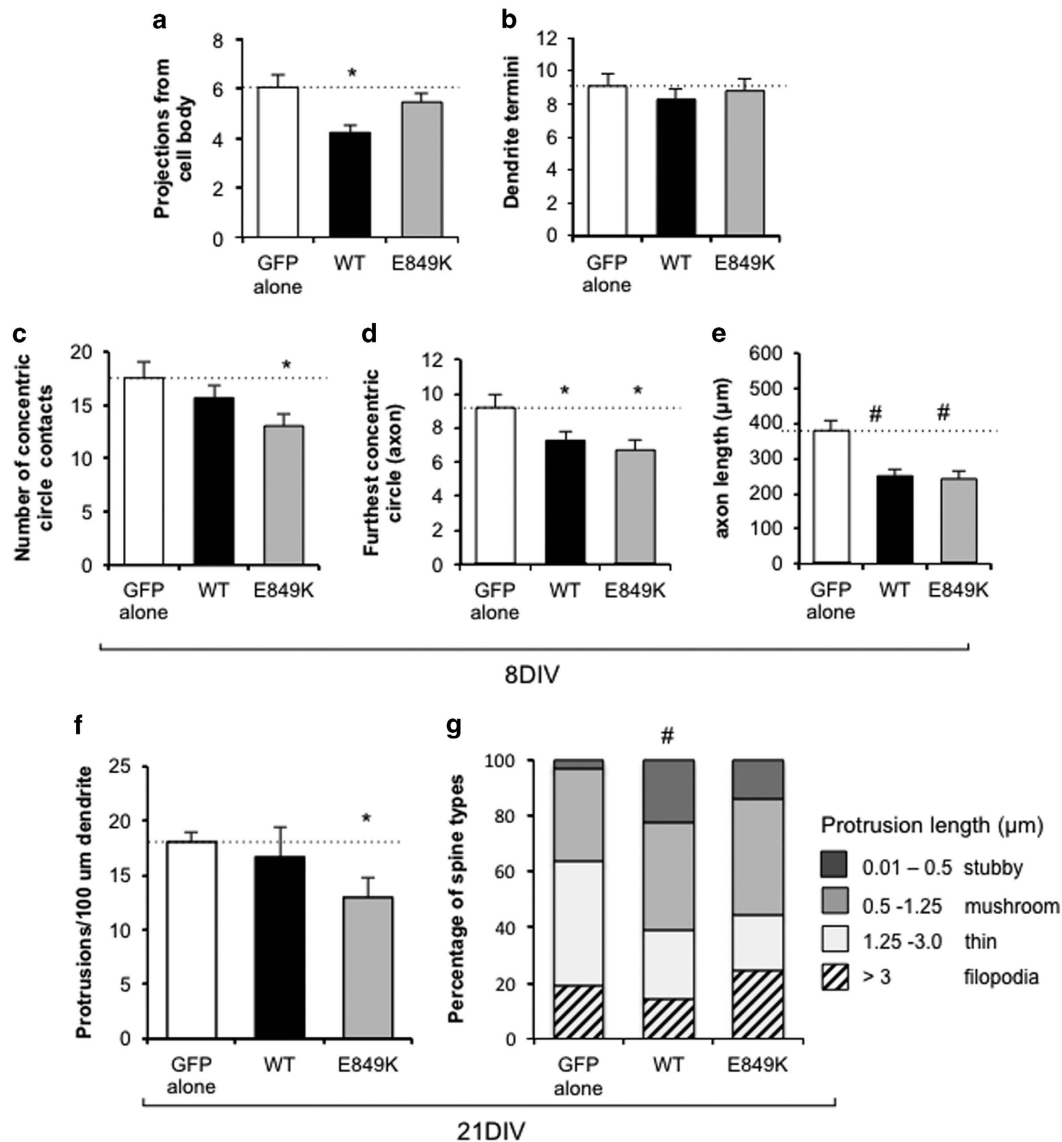 a
8
6
4
2
0
Projections from
cell body
*
GFP
alone
WT
E849K
b
12
10
8
6
4
2
0
Dendrite termini
GFP
alone
WT
E849K
c
20
15
10
5
0
Number of concentric
circle contacts
*
GFP
alone
WT
E849K
d
12
10
8
6
4
2
0
Furthest concentric
circle (axon)
*
*
GFP
alone
WT
E849K
e
600
500
400
300
200
100
0
axon length (μm)
#
#
GFP
alone
WT
E849K
8DIV
f
25
20
15
10
5
0
Protrusions/100 um dendrite
*
GFP
alone
WT
E849K
g
100
80
60
40
20
0
Percentage of spine types
#
GFP
alone
WT
E849K
Protrusion length (μm)
0.01 – 0.5 stubby
0.5 -1.25 mushroom
1.25 -3.0 thin
> 3 filopodia
21DIV